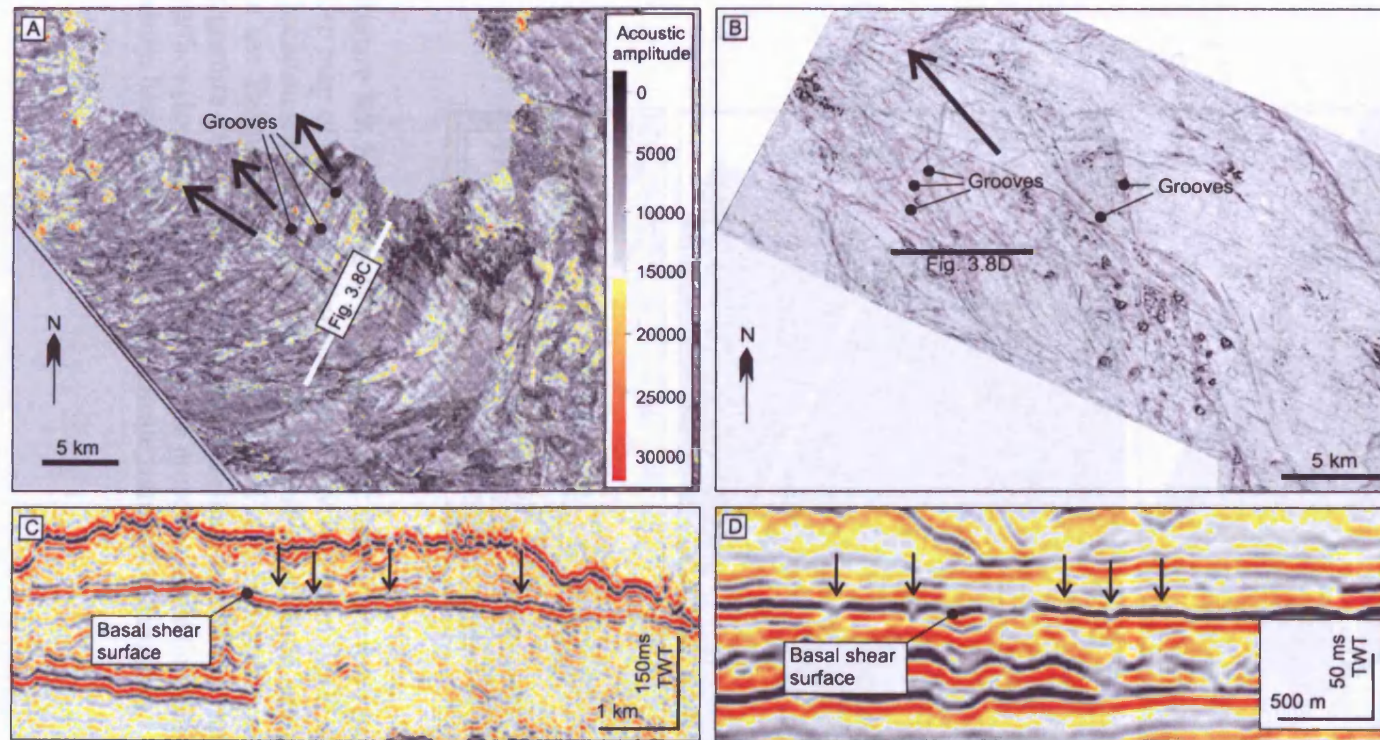 A
Acoustic
amplitude
0
5000
10000
15000
20000
25000
30000
Grooves
Fig. 3.8C
N
5 km
B
Grooves
Grooves
Fig. 3.8D
N
5 km
C
Basal shear
surface
150ms
TWT
1 km
D
Basal shear
surface
50 ms
TWT
500 m